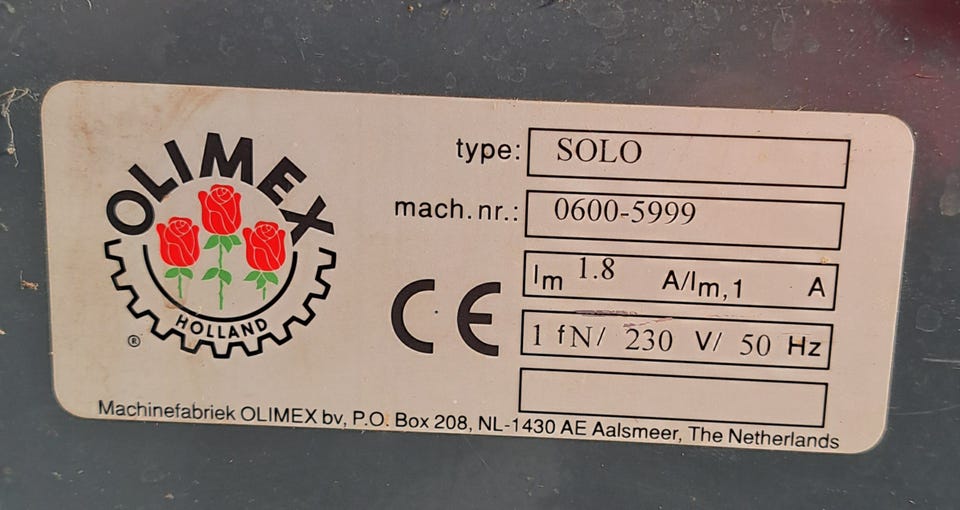 OLIMEX
HOLLAND
®
type: SOLO
mach.nr.: 0600-5999
CE
Im 1.8 A/Im,1 A
1 fN/ 230 V/ 50 Hz
Machinefabriek OLIMEX bv, P.O. Box 208, NL-1430 AE Aalsmeer, The Netherlands